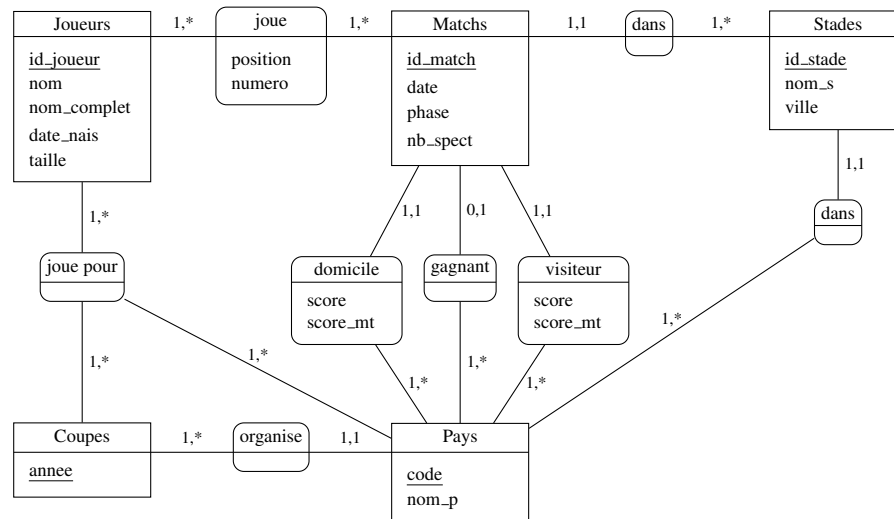 Joueurs
id_joueur
nom
nom_complet
date_nais
taille
1,*
joue
position
numero
1,*
Matchs
id_match
date
phase
nb_spect
1,1
dans
1,*
Stades
id_stade
nom_s
ville
1,*
joue pour
1,*
1,*
1,1
domicile
score
score_mt
1,*
0,1
gagnant
1,*
1,1
visiteur
score
score_mt
1,*
1,1
dans
1,*
Coupes
annee
1,*
organise
1,1
Pays
code
nom_p